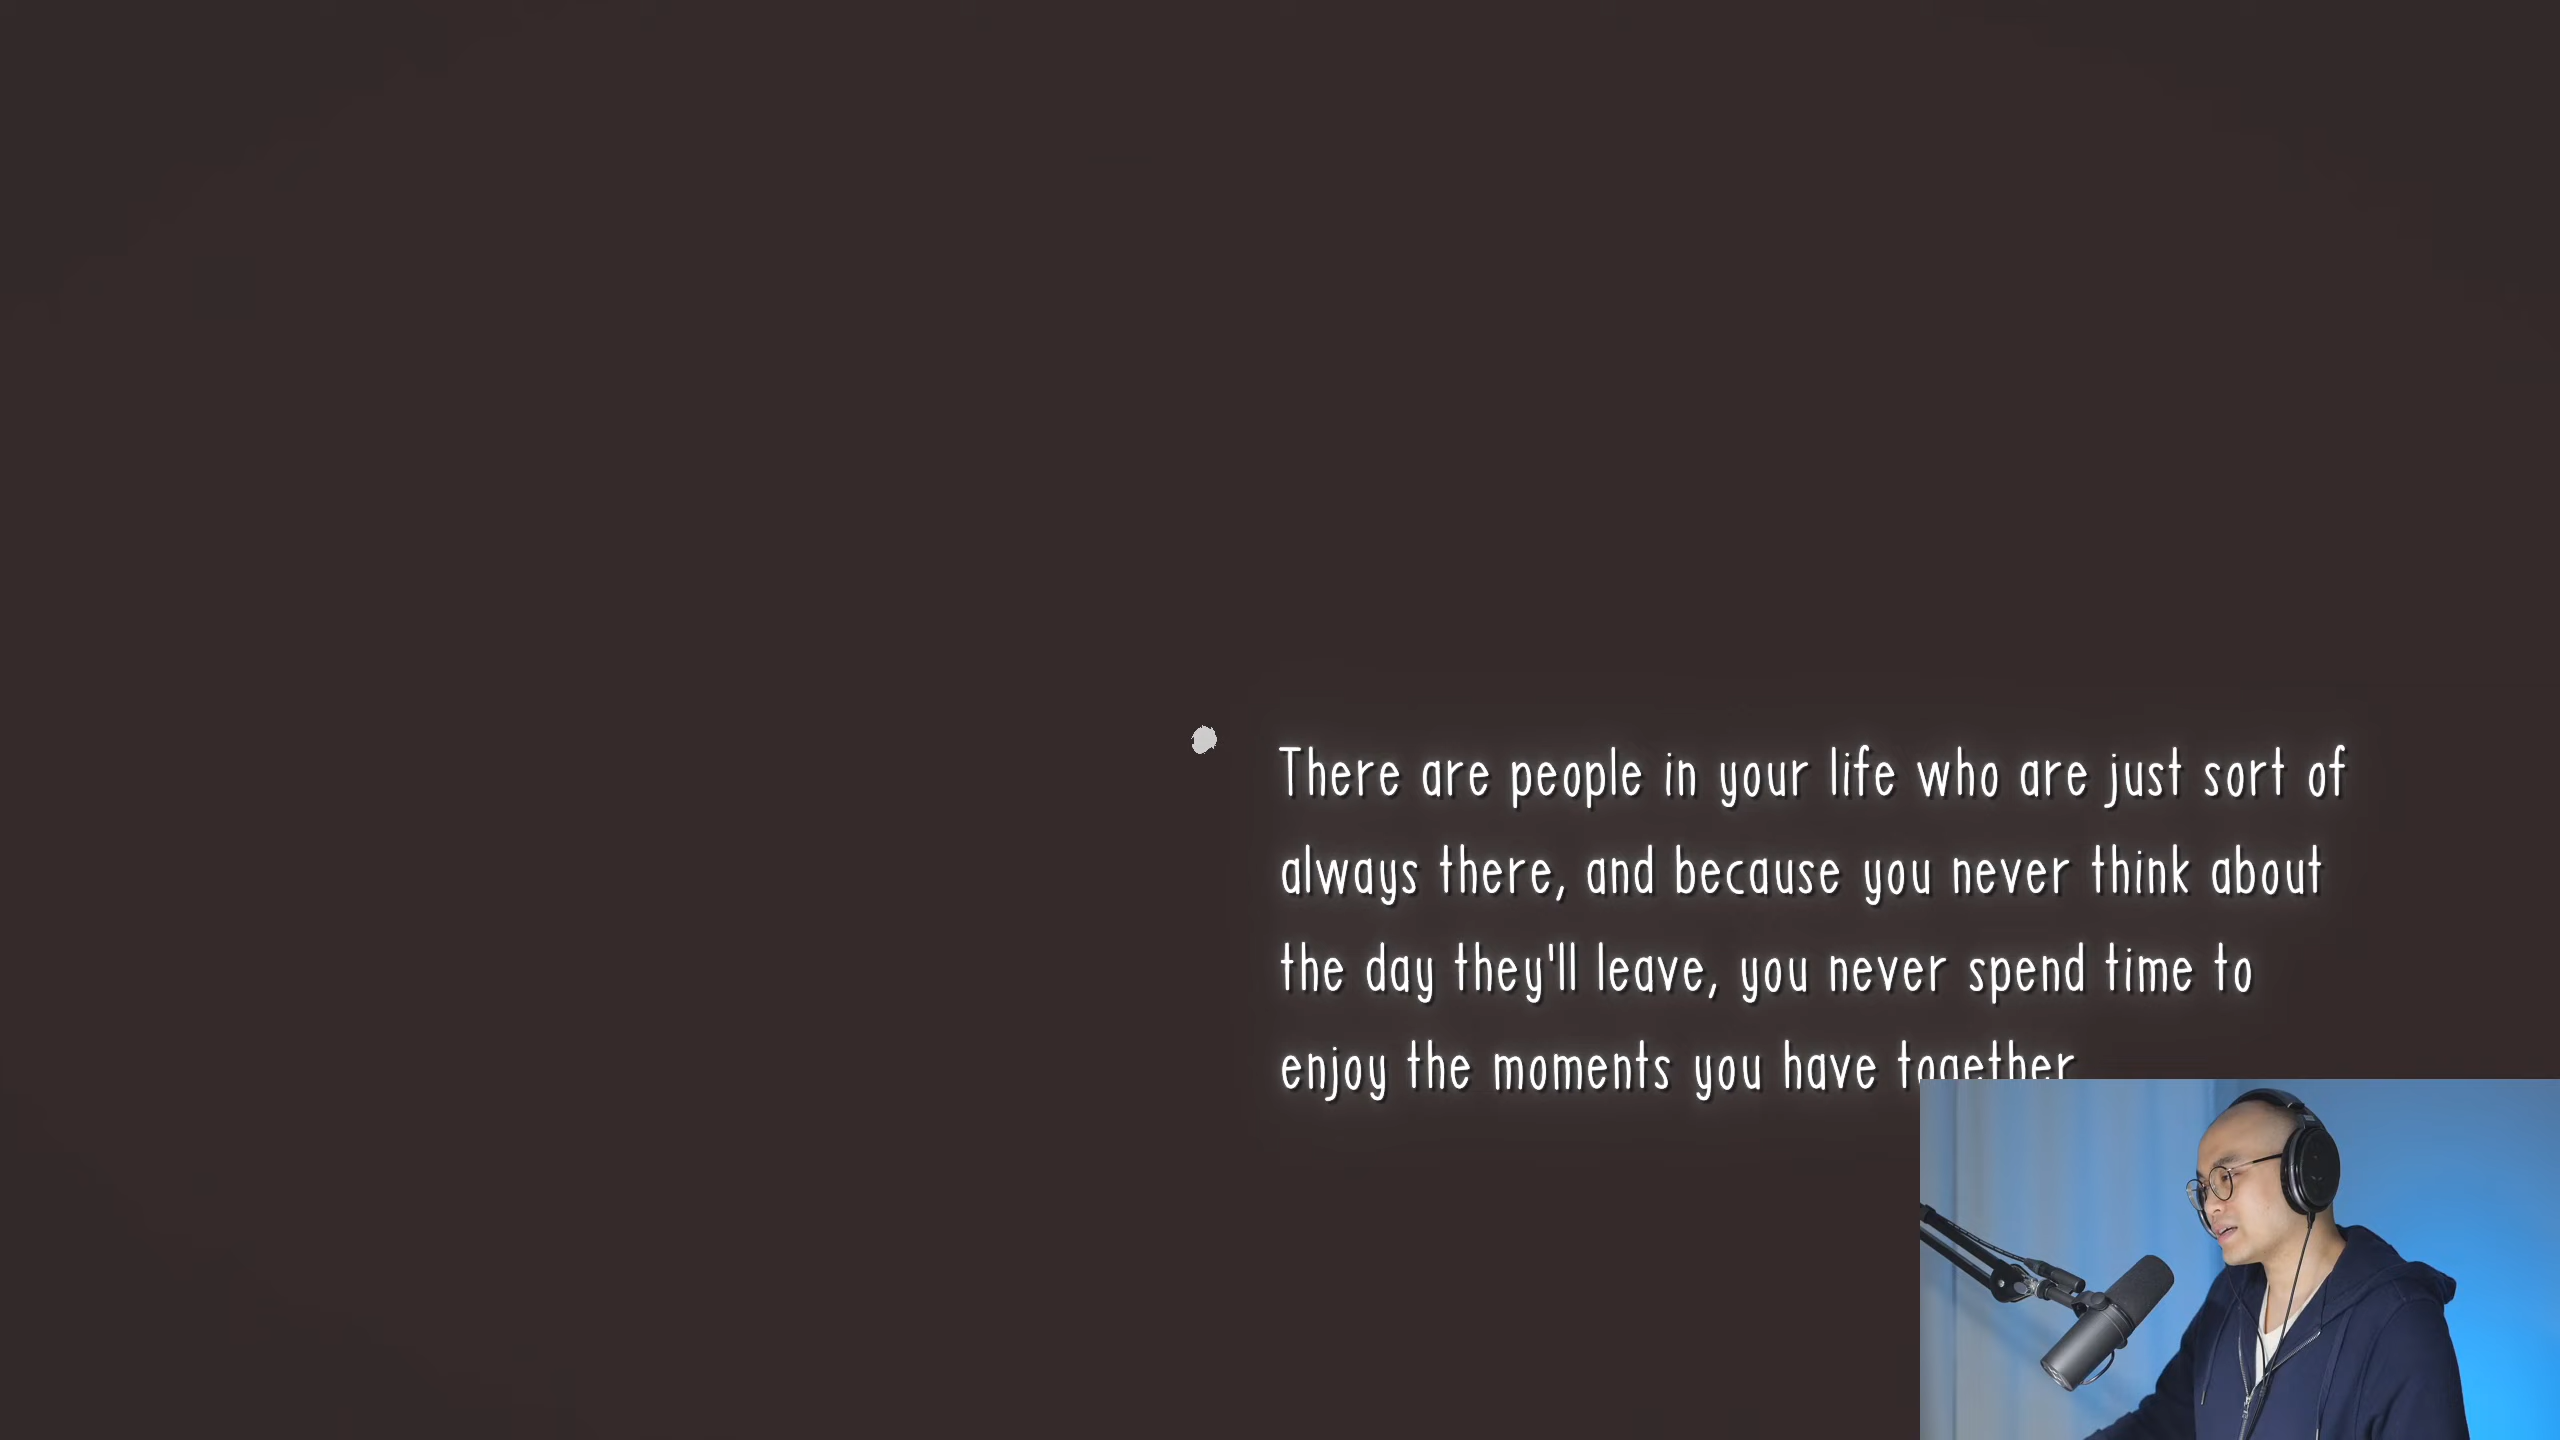 There are people in your life who are just sort of
always there, and because you never think about
the day they'll leave, you never spend time to
enjoy the moments you have together